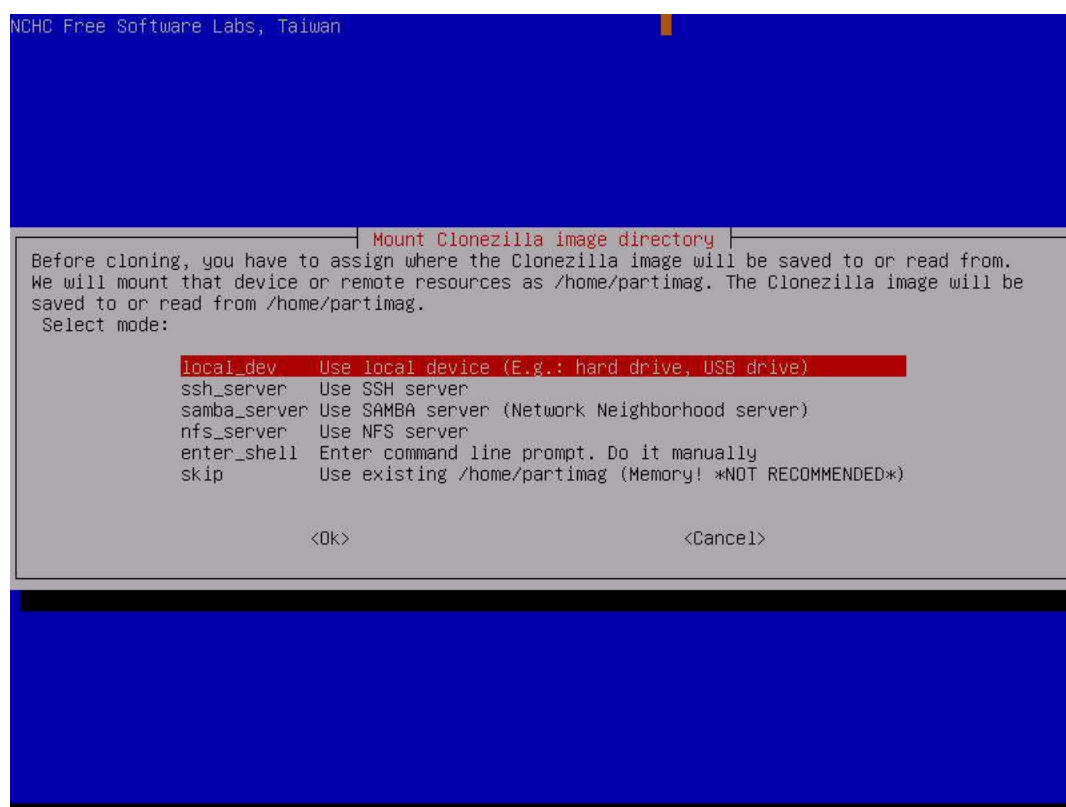 NCHC Free Software Labs, Taiwan
Mount Clonezilla image directory
Before cloning, you have to assign where the Clonezilla image will be saved to or read from.
We will mount that device or remote resources as /home/partimag. The Clonezilla image will be
saved to or read from /home/partimag.
Select mode:
local_dev Use local device (E.g.: hard drive, USB drive)
ssh_server Use SSH server
samba_server Use SAMBA server (Network Neighborhood server)
nfs_server Use NFS server
enter_shell Enter command line prompt. Do it manually
skip Use existing /home/partimag (Memory! *NOT RECOMMENDED*)
<Ok> <Cancel>